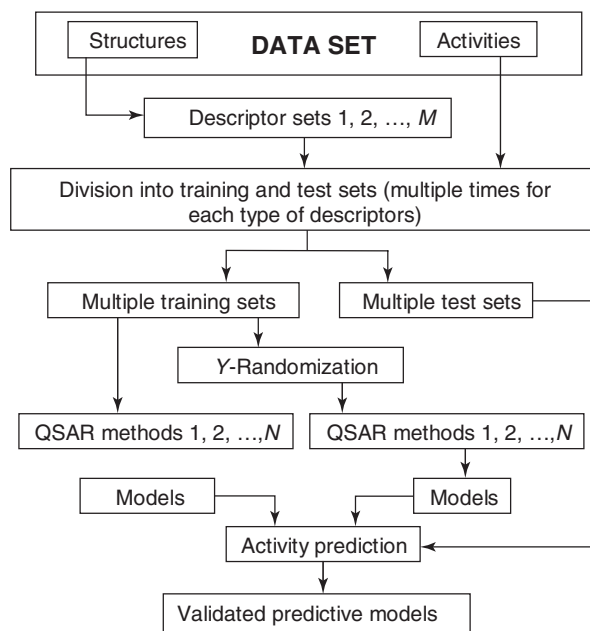 Structures
DATA SET
Activities
Descriptor sets 1, 2, ..., M
Division into training and test sets (multiple times for
each type of descriptors)
Multiple training sets
Multiple test sets
Y-Randomization
QSAR methods 1, 2, ...,N
QSAR methods 1, 2, ...,N
Models
Models
Activity prediction
Validated predictive models